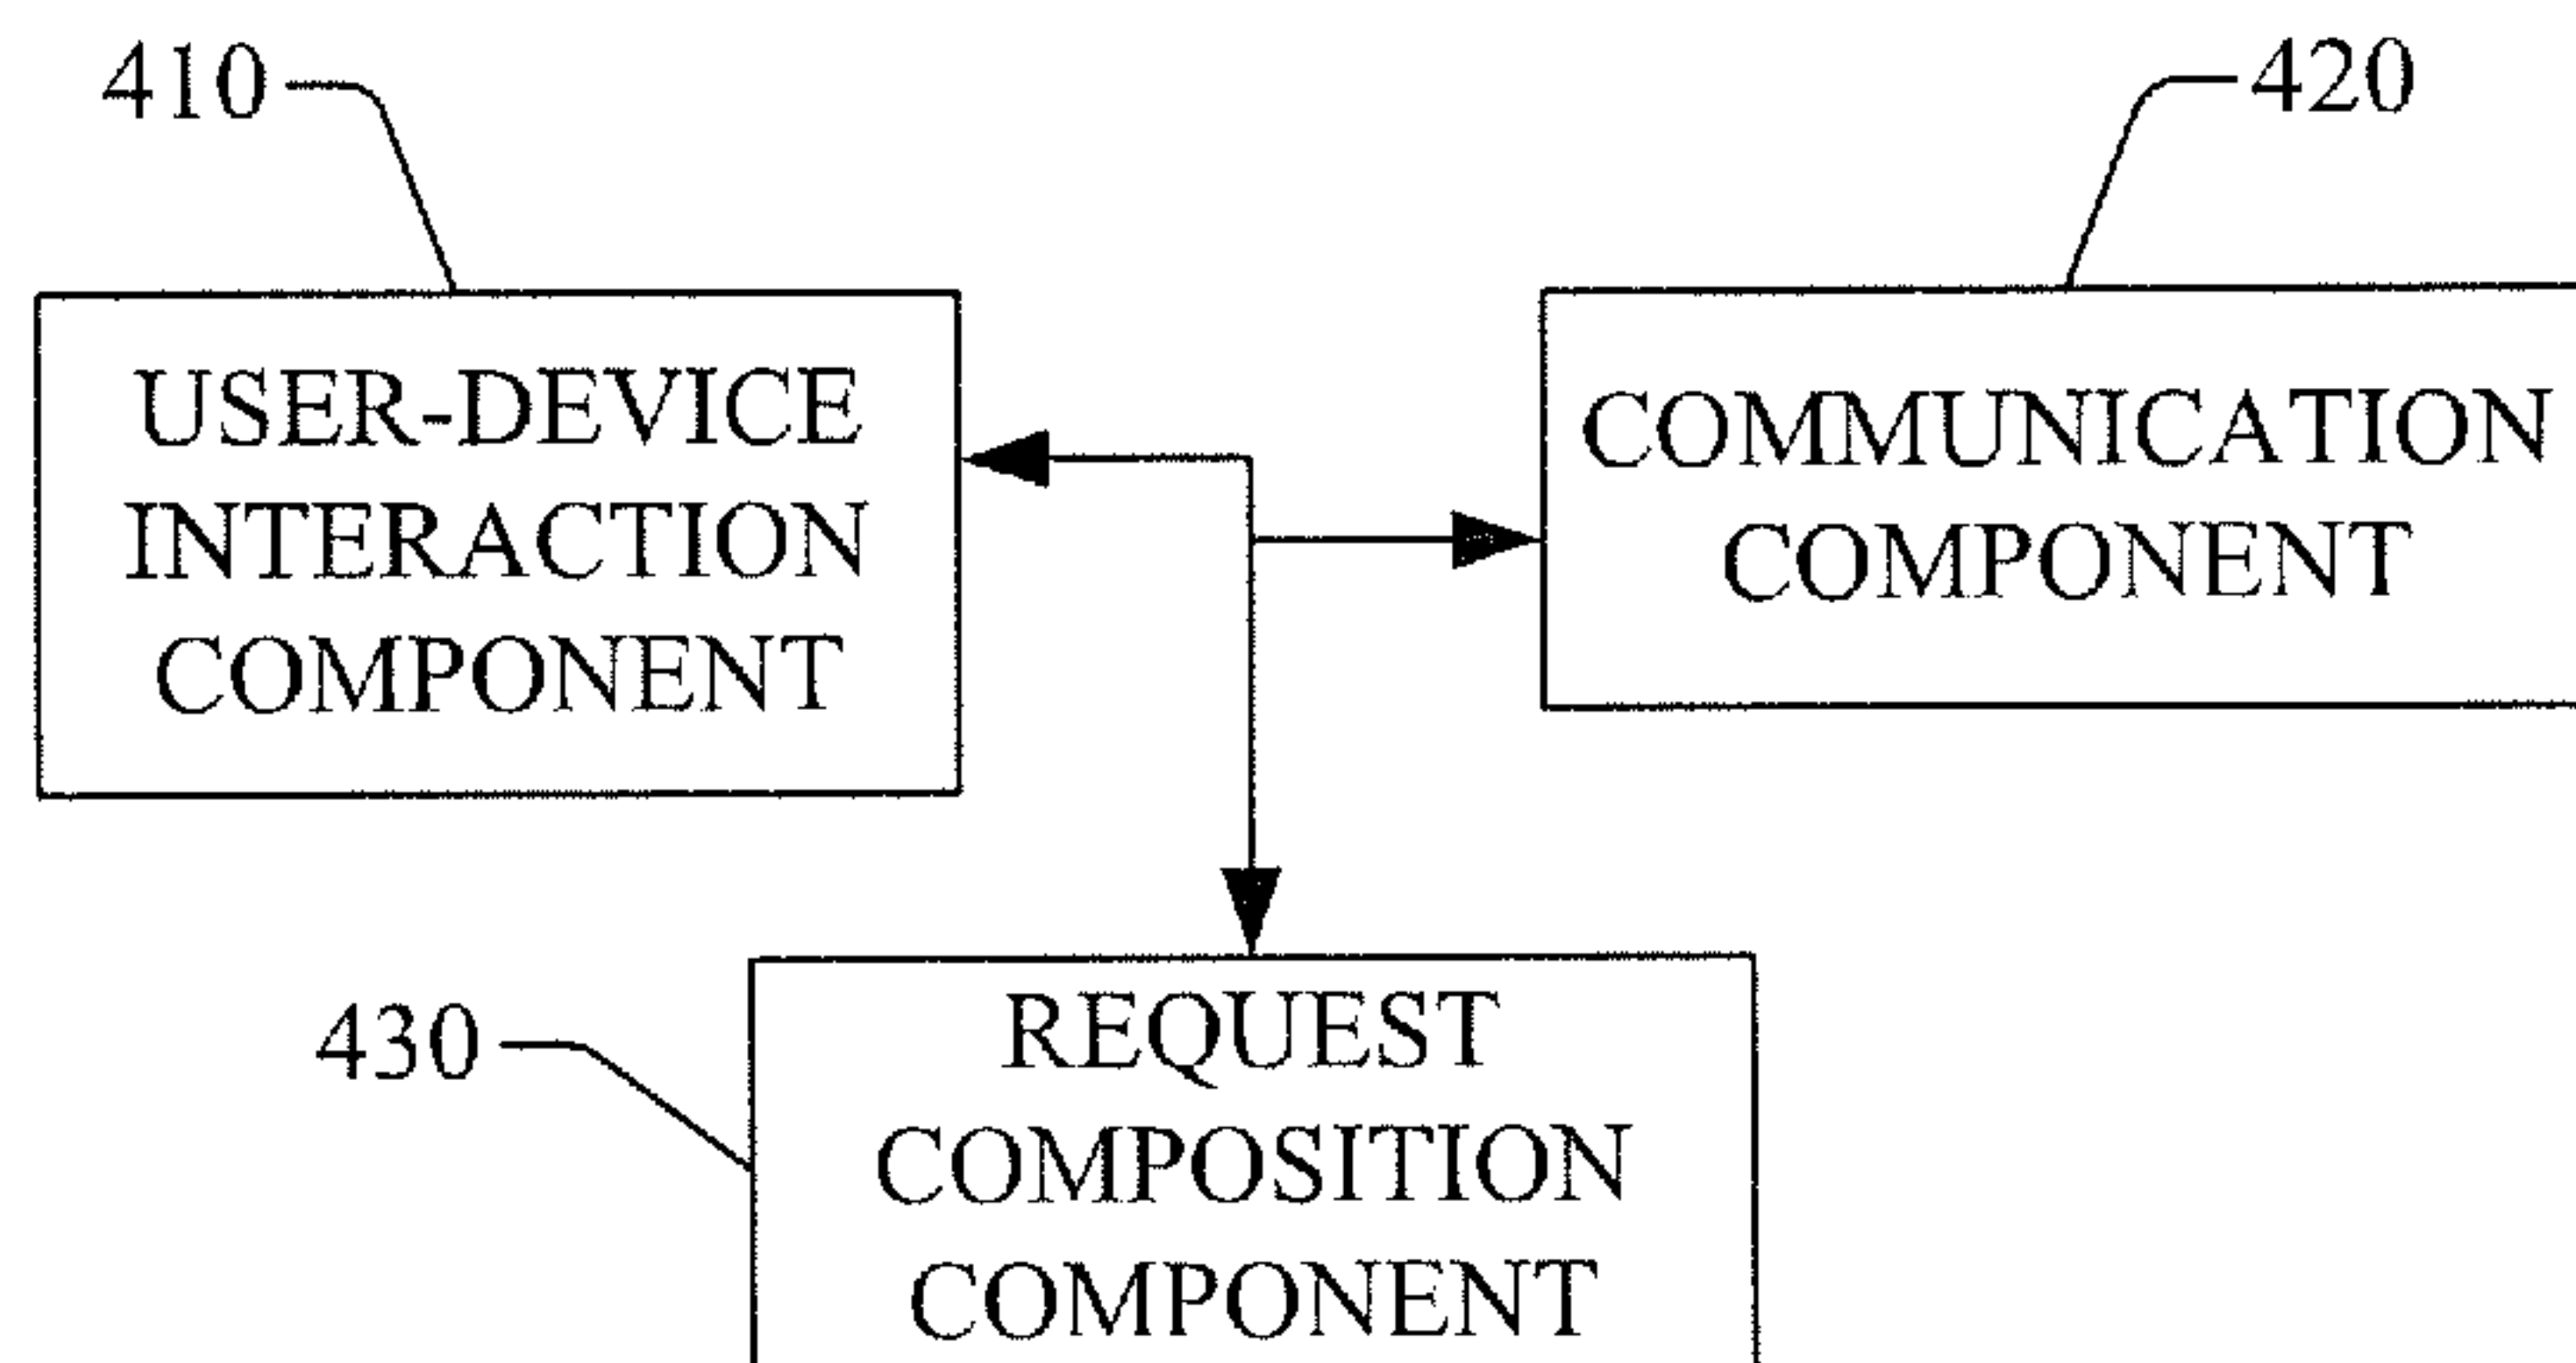 410
420
USER-DEVICE
INTERACTION
COMPONENT
COMMUNICATION
COMPONENT
430
REQUEST
COMPOSITION
COMPONENT